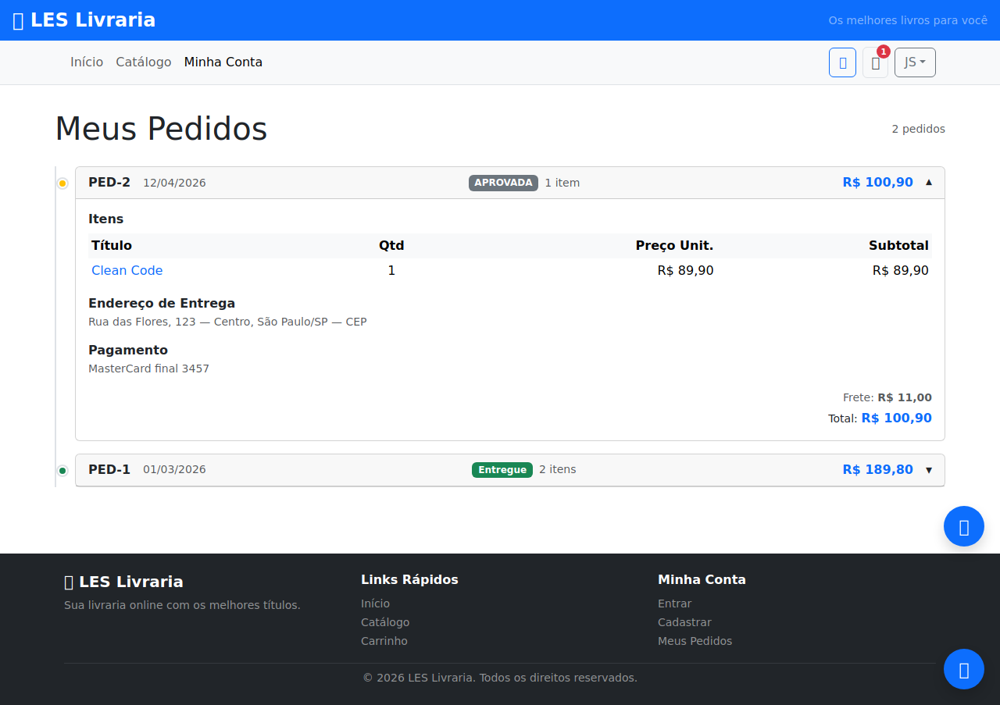 LES Livraria
Os melhores livros para você
Início
Catálogo
Minha Conta
1
JS
Meus Pedidos
2 pedidos
PED-2 12/04/2026 APROVADA 1 item R$ 100,90 ▲
Itens
Título Qtd Preço Unit. Subtotal
Clean Code 1 R$ 89,90 R$ 89,90
Endereço de Entrega
Rua das Flores, 123 — Centro, São Paulo/SP — CEP
Pagamento
MasterCard final 3457
Frete: R$ 11,00
Total: R$ 100,90
PED-1 01/03/2026 Entregue 2 itens R$ 189,80 ▼
LES Livraria
Sua livraria online com os melhores títulos.
Links Rápidos
Início
Catálogo
Carrinho
Minha Conta
Entrar
Cadastrar
Meus Pedidos
© 2026 LES Livraria. Todos os direitos reservados.